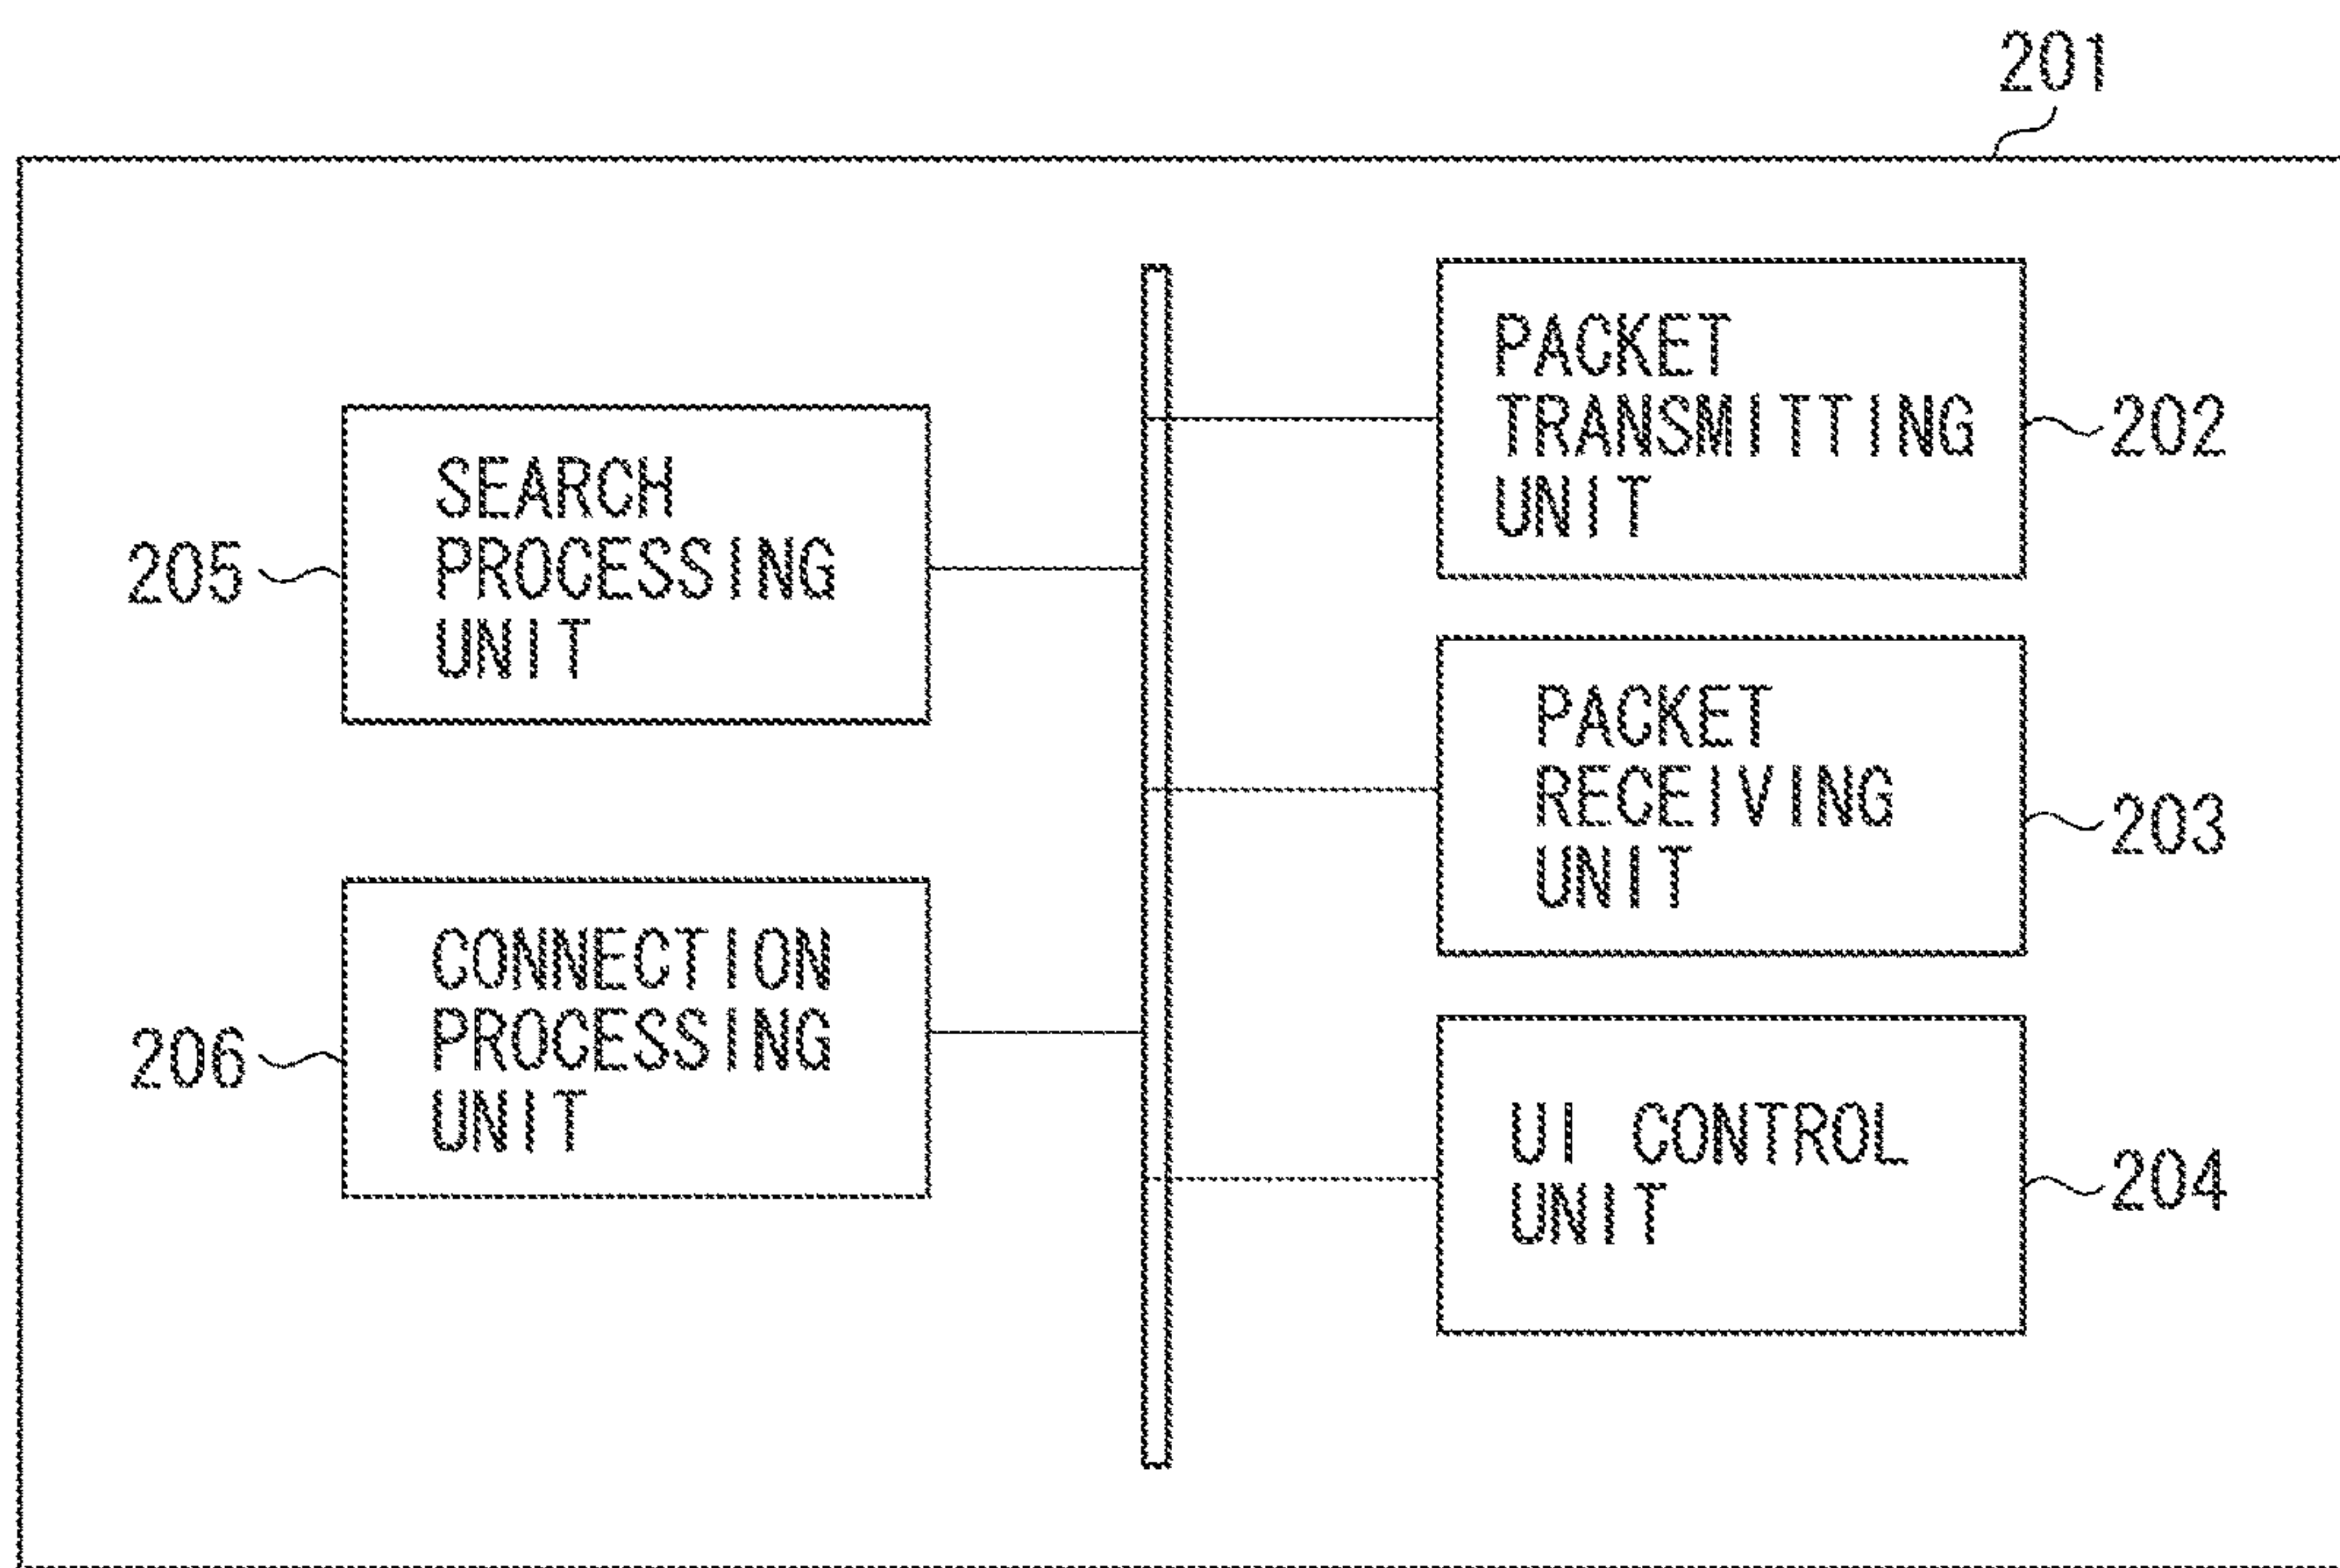 201
PACKET
TRANSMITTING
UNIT
202
SEARCH
PROCESSING
UNIT
205
PACKET
RECEIVING
UNIT
203
CONNECTION
PROCESSING
UNIT
206
UI CONTROL
UNIT
204